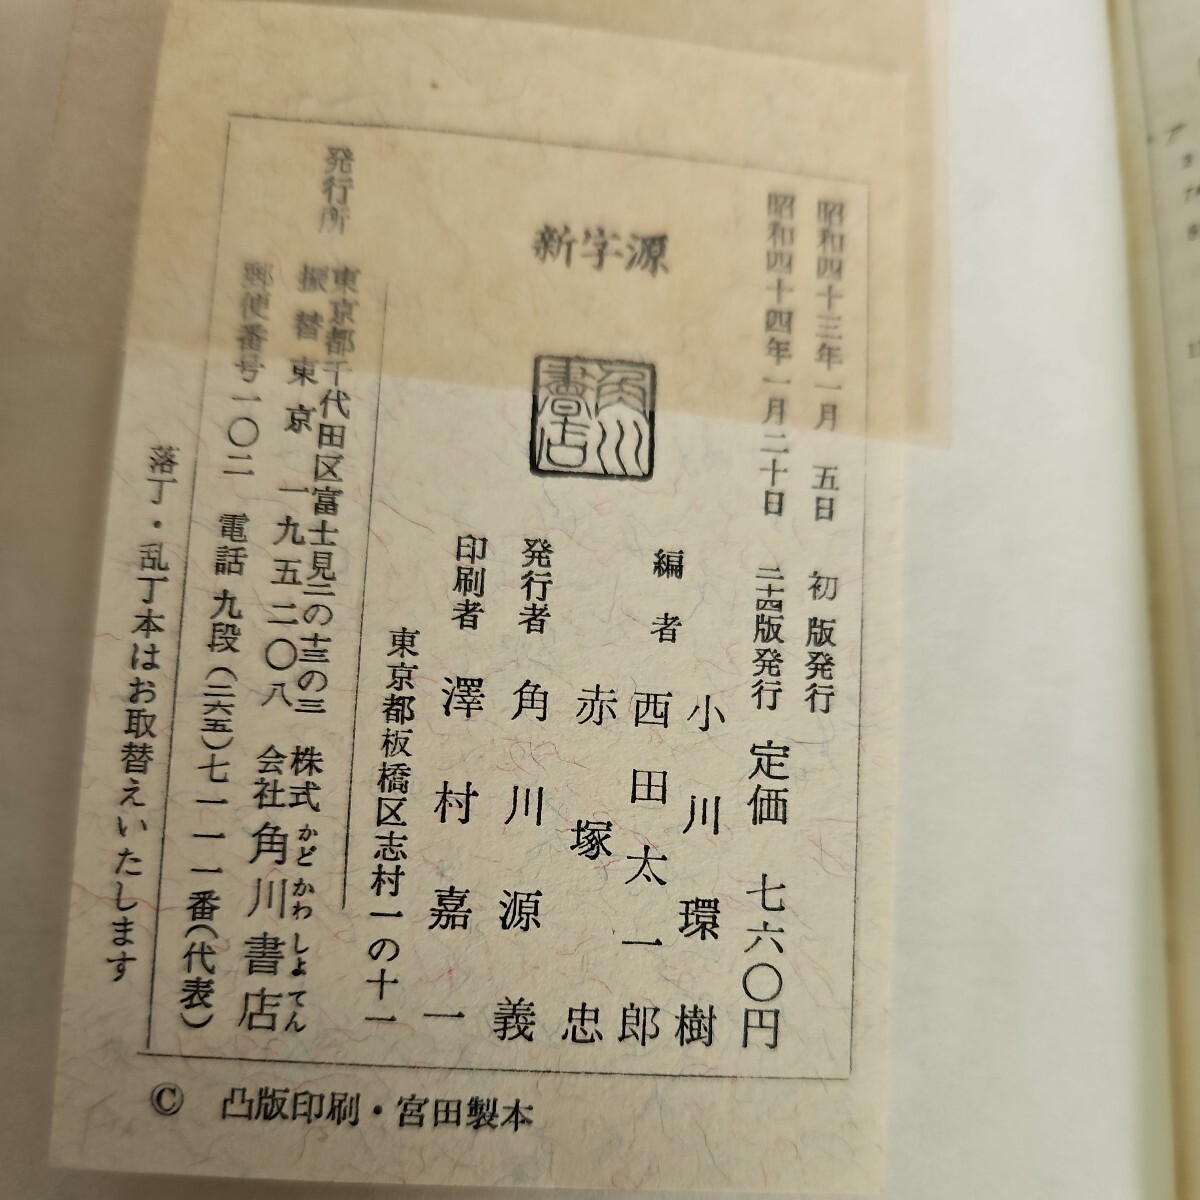 昭和四十三年一月 五日 初版発行
昭和四十四年一月二十日 二十四版発行
定価 七六〇円
新字源
角川書店
編者
小川環樹
西田太一郎
赤塚忠
発行者 角川源義
印刷者 澤村嘉一
東京都板橋区志村一の十一
発行所
東京都千代田区富士見二の十三の三
株式会社 角川書店
かどかわしょてん
振替東京 一九五二〇八
郵便番号一〇二 電話 九段(二六五)七一一一番(代表)
落丁・乱丁本はお取替えいたします
© 凸版印刷・宮田製本